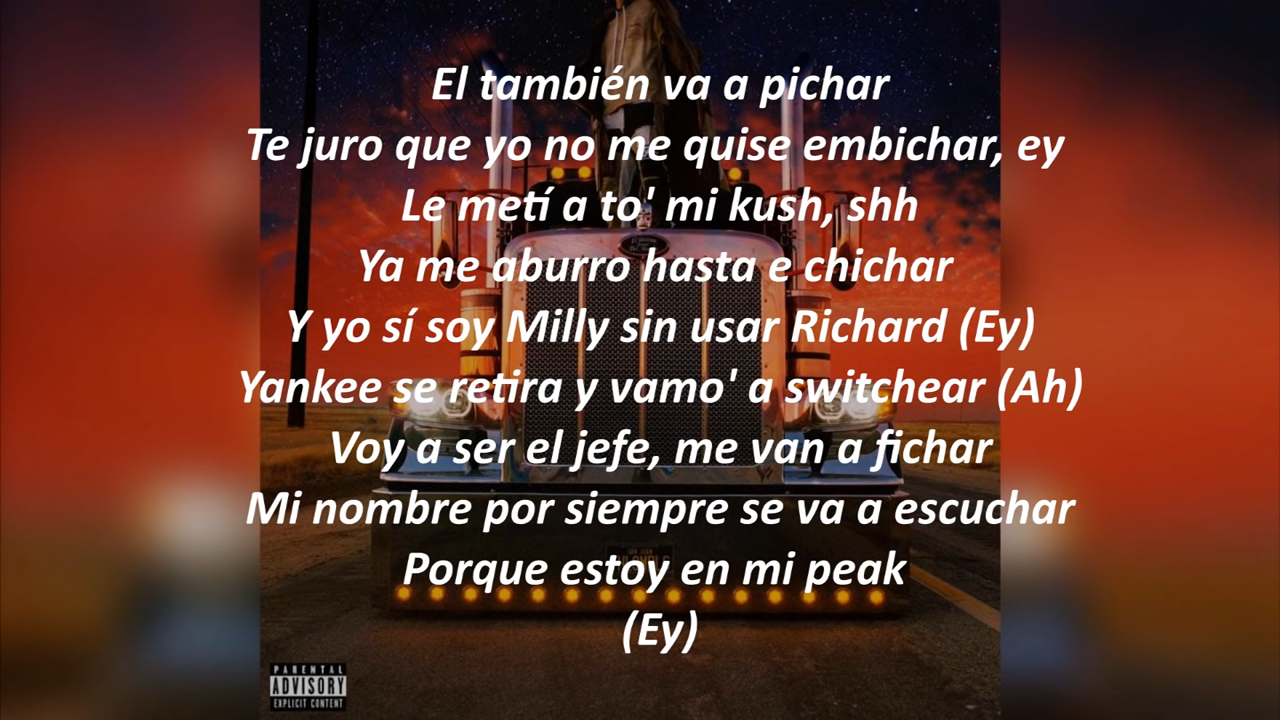 El también va a pichar
Te juro que yo no me quise embichar, ey
Le metí a to' mi kush, shh
Ya me aburro hasta e chichar
Y yo sí soy Milly sin usar Richard (Ey)
Yankee se retira y vamo' a switchear (Ah)
Voy a ser el jefe, me van a fichar
Mi nombre por siempre se va a escuchar
Porque estoy en mi peak
(Ey)
PARENTAL
ADVISORY
EXPLICIT CONTENT